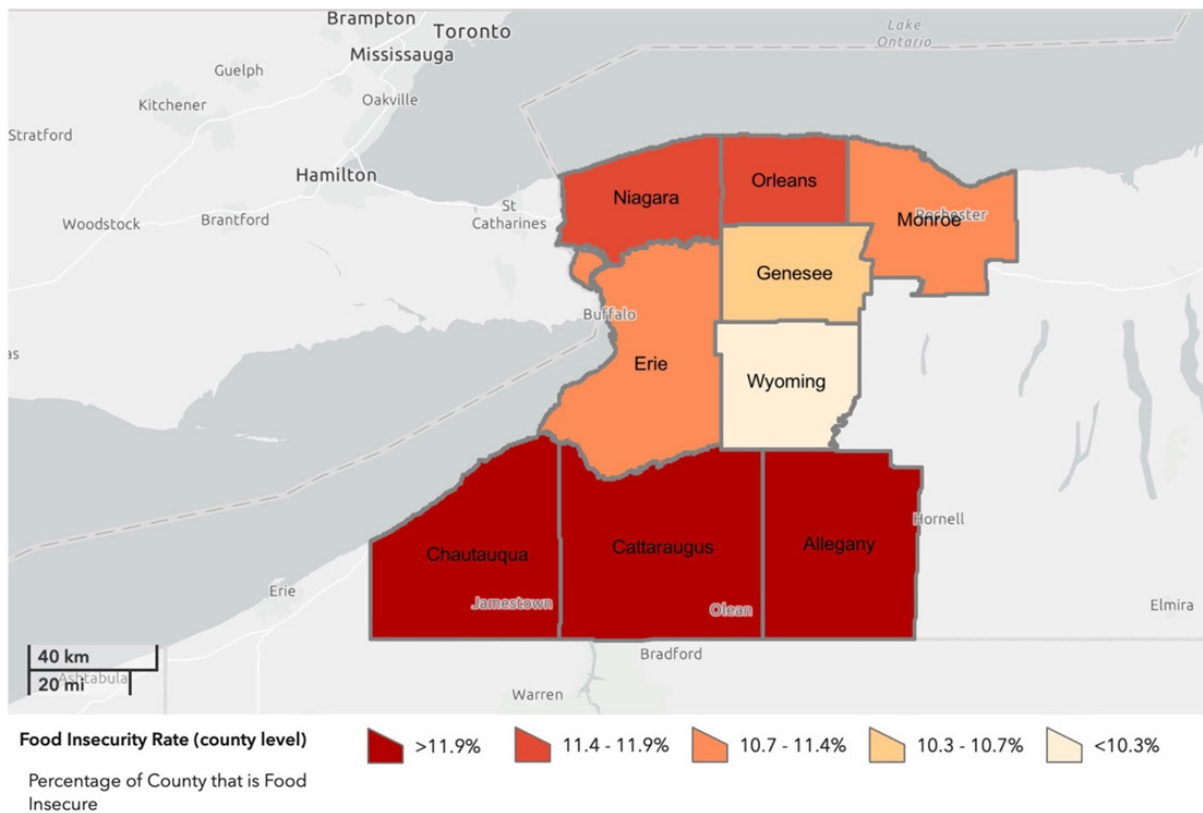 Brampton
Toronto
Mississauga
Lake
Ontario
Guelph
Kitchener
Oakville
Stratford
Hamilton
Orleans
Niagara
St
Catharines
Woodstock
Brantford
Rochester
Monroe
Genesee
Buffalo
as
Erie
Wyoming
Hornell
Chautauqua
Cattaraugus
Allegany
Erie
Jamestown
Olean
Elmira
40 km
20 mi
Ashtabula
Bradford
Warren
Food Insecurity Rate (county level)
>11.9%
11.4 - 11.9%
10.7 - 11.4%
10.3 - 10.7%
<10.3%
Percentage of County that is Food
Insecure